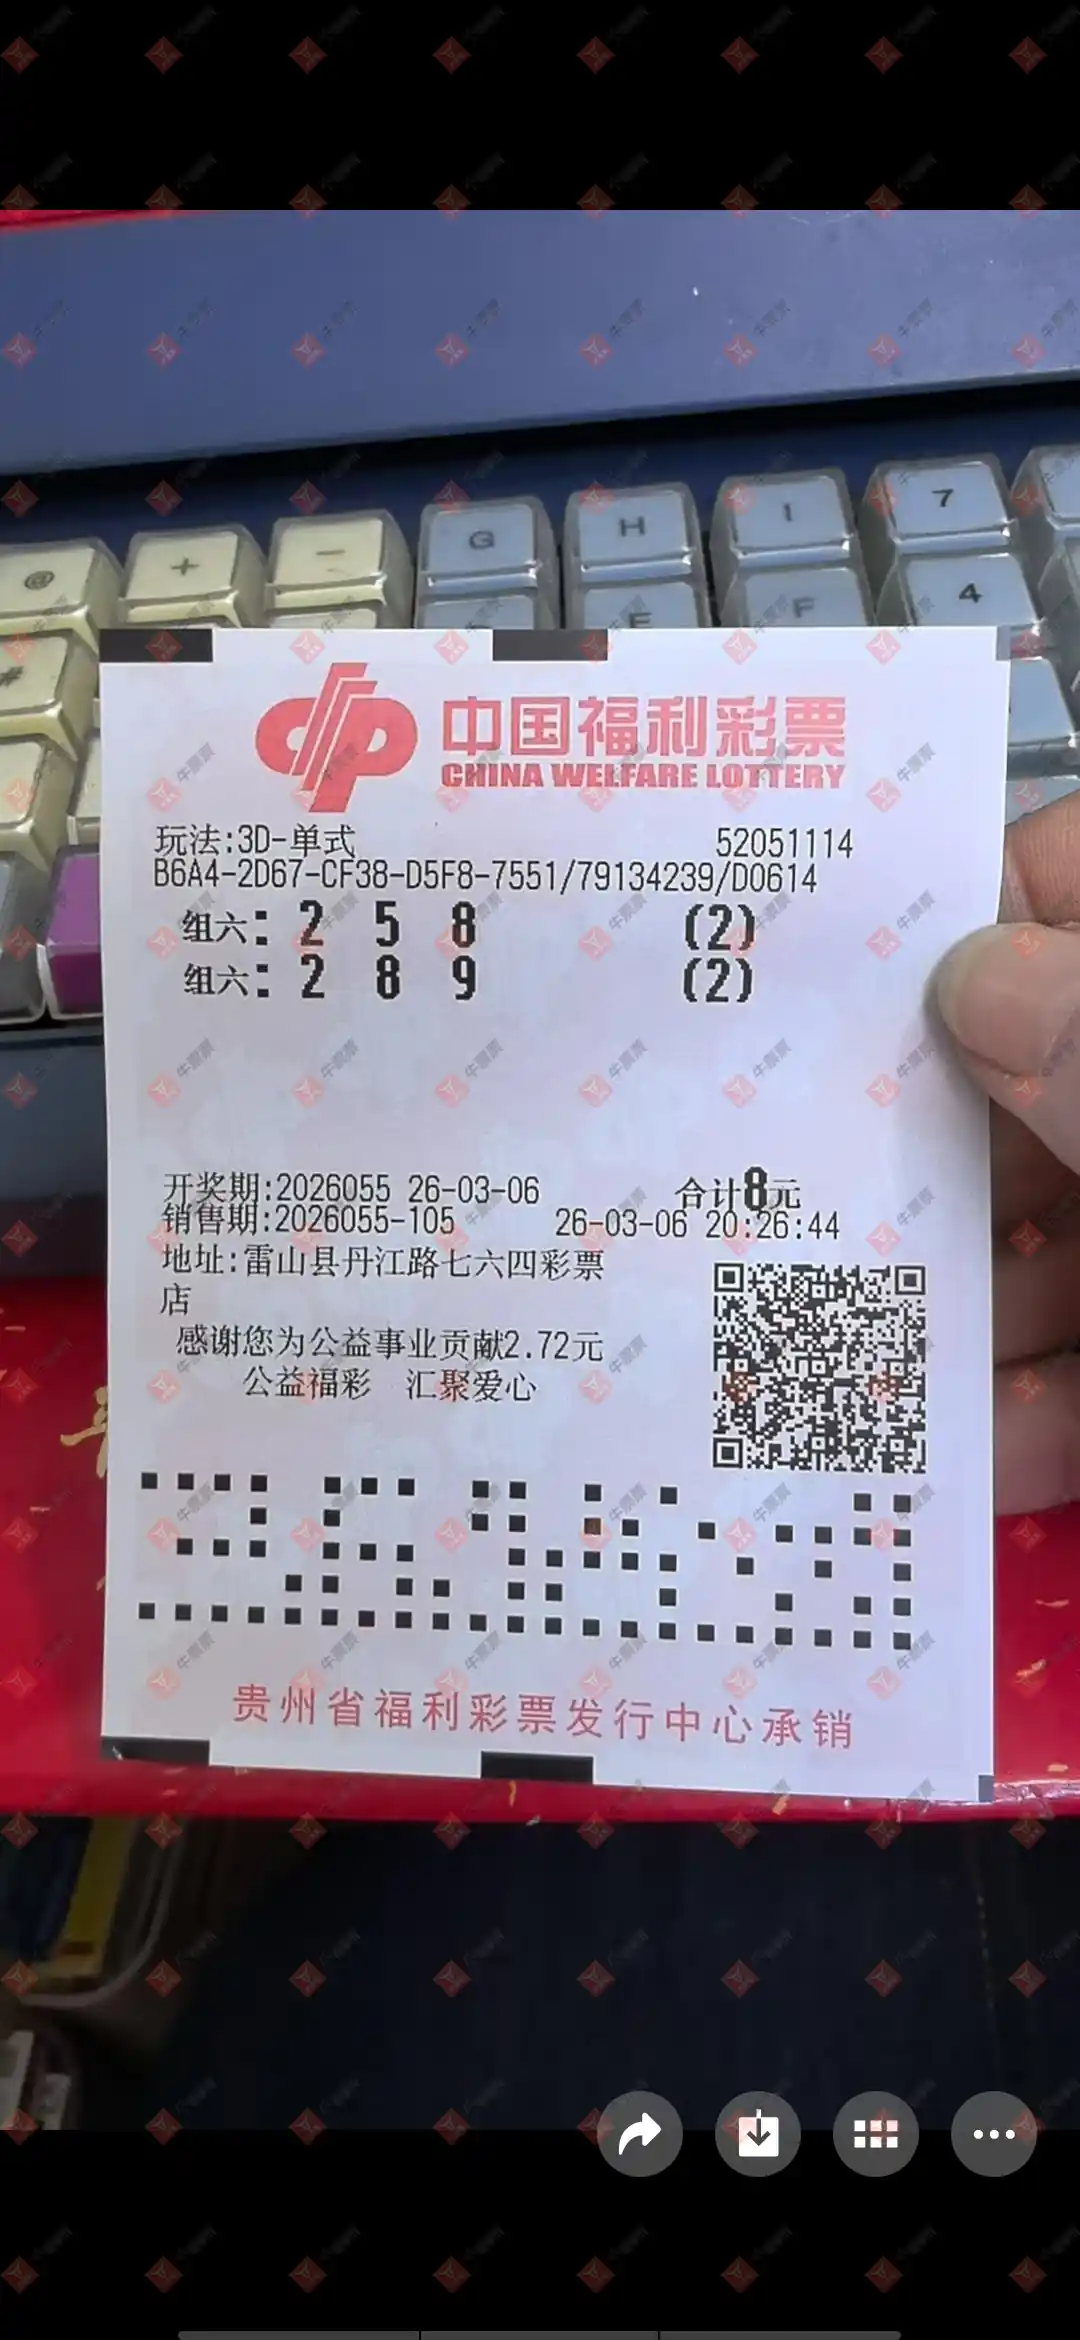 @ + - G H I 7
# E F 4
中国福利彩票
CHINA WELFARE LOTTERY
玩法:3D-单式 52051114
B6A4-2D67-CF38-D5F8-7551/79134239/D0614
组六: 2 5 8 (2)
组六: 2 8 9 (2)
开奖期:2026055 26-03-06 合计8元
销售期:2026055-105 26-03-06 20:26:44
地址:雷山县丹江路七六四彩票
店
感谢您为公益事业贡献2.72元
公益福彩 汇聚爱心
贵州省福利彩票发行中心承销
牛票票